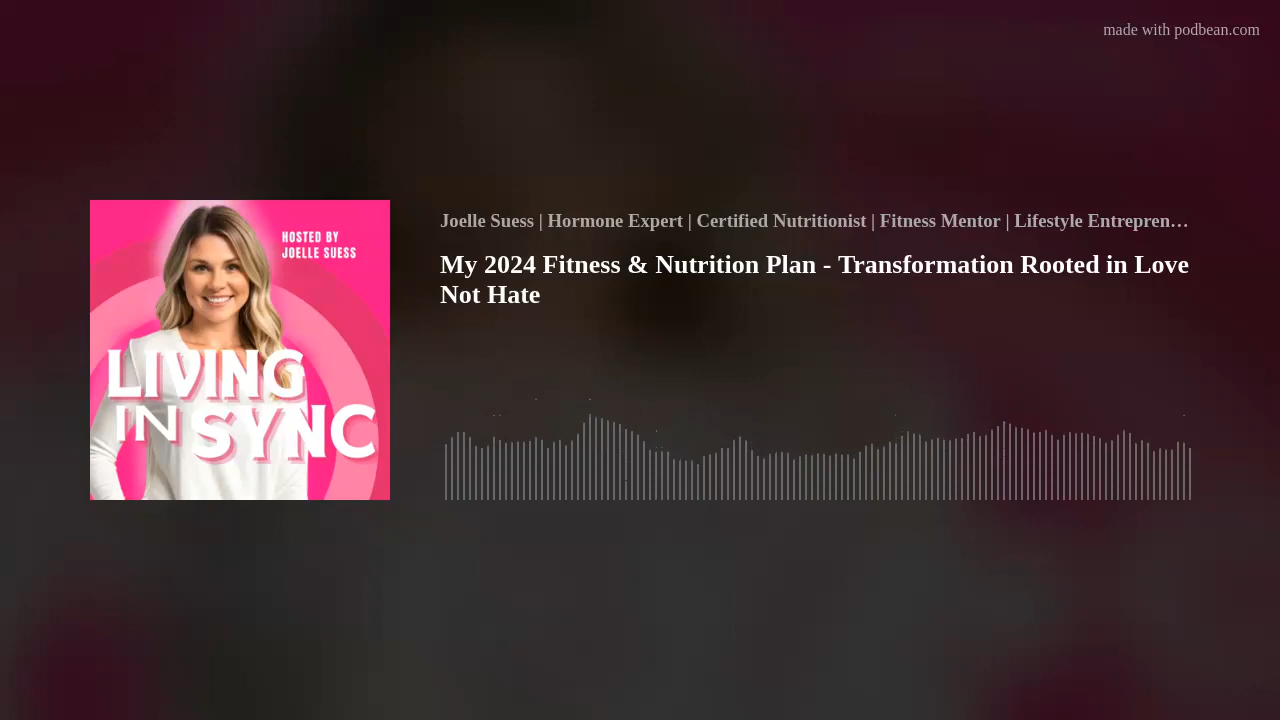 made with podbean.com
Joelle Suess | Hormone Expert | Certified Nutritionist | Fitness Mentor | Lifestyle Entrepren…
My 2024 Fitness & Nutrition Plan - Transformation Rooted in Love
Not Hate
HOSTED BY
JOELLE SUESS
LIVING
IN SYNC